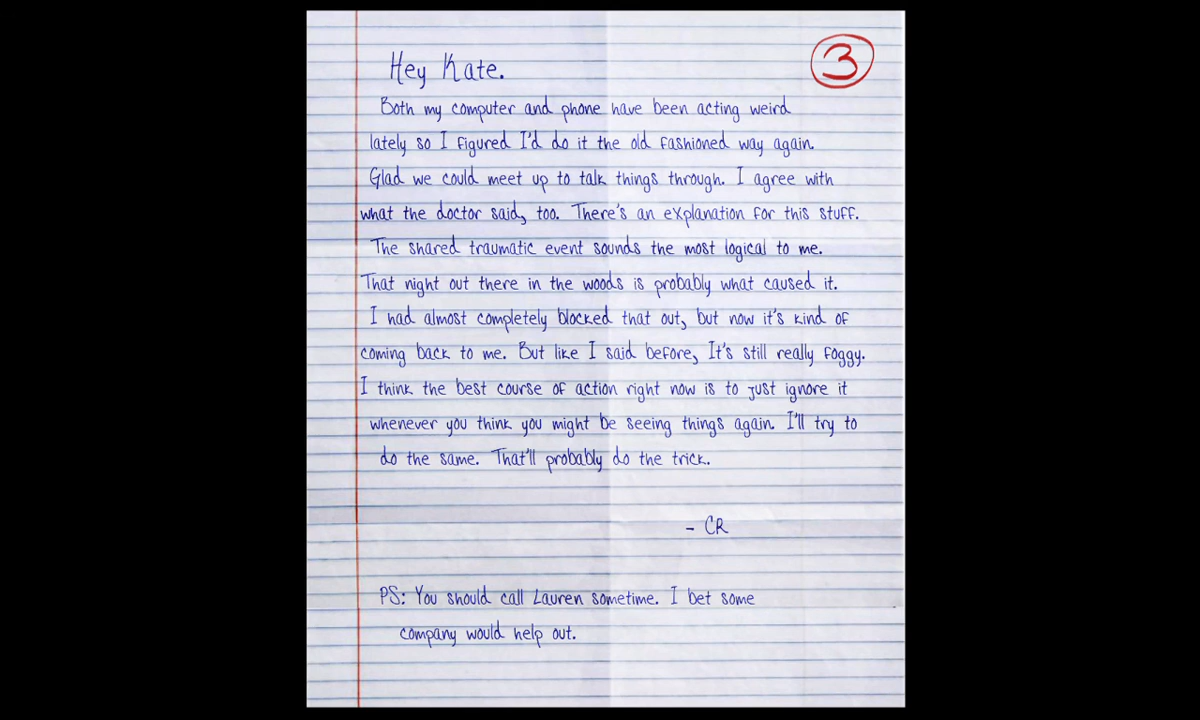 3
Hey Kate.
Both my computer and phone have been acting weird
lately so I figured I'd do it the old fashioned way again.
Glad we could meet up to talk things through. I agree with
what the doctor said, too. There's an explanation for this stuff.
The shared traumatic event sounds the most logical to me.
That night out there in the woods is probably what caused it.
I had almost completely blocked that out, but now it's kind of
coming back to me. But like I said before, It's still really foggy.
I think the best course of action right now is to just ignore it
whenever you think you might be seeing things again. I'll try to
do the same. That'll probably do the trick.
- CR
PS: You should call Lauren sometime. I bet some
company would help out.